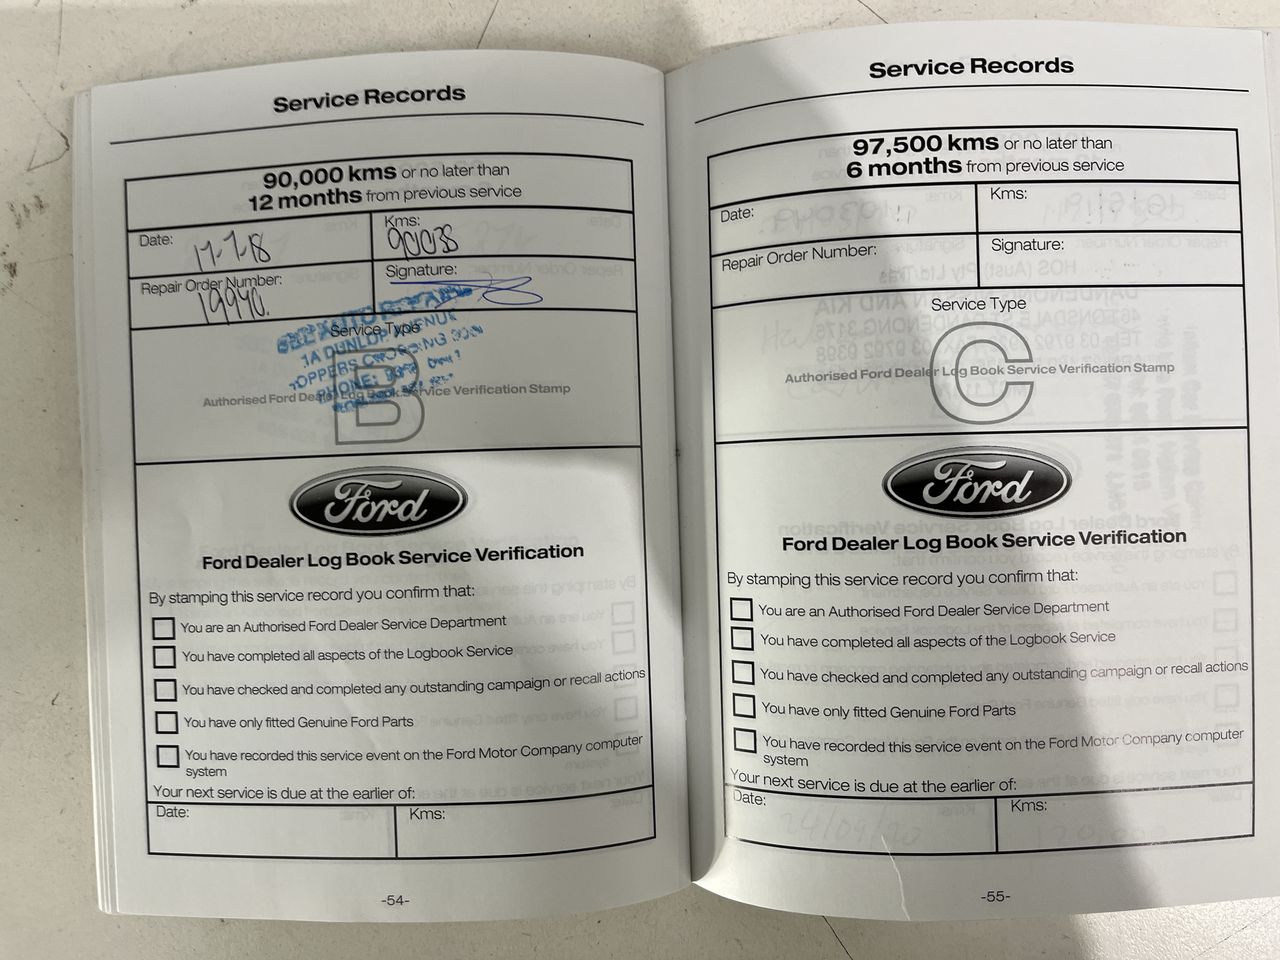 Service Records
90,000 kms or no later than
12 months from previous service
Date: 17-7-18
Kms: 90038
Repair Order Number: 19940.
Signature:
Service Type
1A DUNLOP AVENUE
PHONE:
B
Authorised Ford Dealer Log Book Service Verification Stamp
Ford
Ford Dealer Log Book Service Verification
By stamping this service record you confirm that:
You are an Authorised Ford Dealer Service Department
You have completed all aspects of the Logbook Service
You have checked and completed any outstanding campaign or recall actions
You have only fitted Genuine Ford Parts
You have recorded this service event on the Ford Motor Company computer
system
Your next service is due at the earlier of:
Date:
Kms:
-54-
Service Records
97,500 kms or no later than
6 months from previous service
Date:
Kms:
Repair Order Number:
Signature:
Service Type
C
Authorised Ford Dealer Log Book Service Verification Stamp
Ford
Ford Dealer Log Book Service Verification
By stamping this service record you confirm that:
You are an Authorised Ford Dealer Service Department
You have completed all aspects of the Logbook Service
You have checked and completed any outstanding campaign or recall actions
You have only fitted Genuine Ford Parts
You have recorded this service event on the Ford Motor Company computer
system
Your next service is due at the earlier of:
Date:
Kms:
-55-